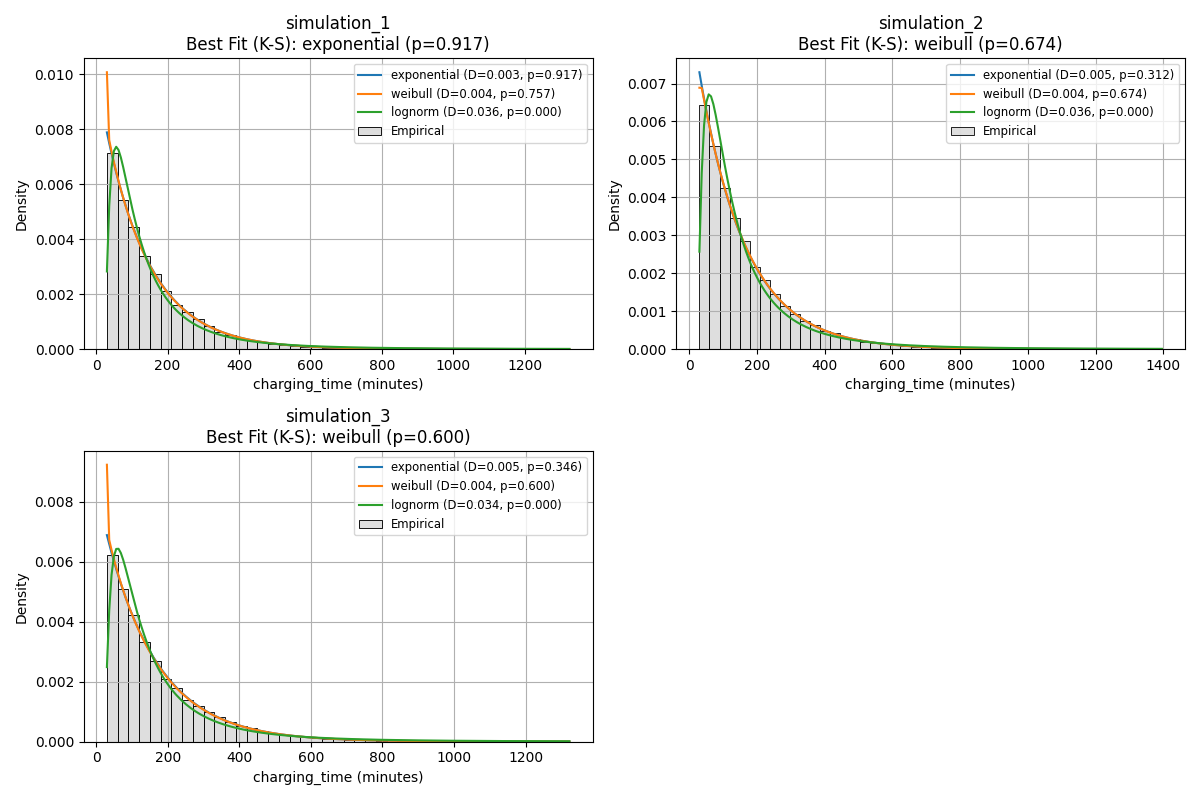 simulation_1
Best Fit (K-S): exponential (p=0.917)
Density
0.010
0.008
0.006
0.004
0.002
0.000
exponential (D=0.003, p=0.917)
weibull (D=0.004, p=0.757)
lognorm (D=0.036, p=0.000)
Empirical
0 200 400 600 800 1000 1200
charging_time (minutes)
simulation_2
Best Fit (K-S): weibull (p=0.674)
Density
0.007
0.006
0.005
0.004
0.003
0.002
0.001
0.000
exponential (D=0.005, p=0.312)
weibull (D=0.004, p=0.674)
lognorm (D=0.036, p=0.000)
Empirical
0 200 400 600 800 1000 1200 1400
charging_time (minutes)
simulation_3
Best Fit (K-S): weibull (p=0.600)
Density
0.008
0.006
0.004
0.002
0.000
exponential (D=0.005, p=0.346)
weibull (D=0.004, p=0.600)
lognorm (D=0.034, p=0.000)
Empirical
0 200 400 600 800 1000 1200
charging_time (minutes)